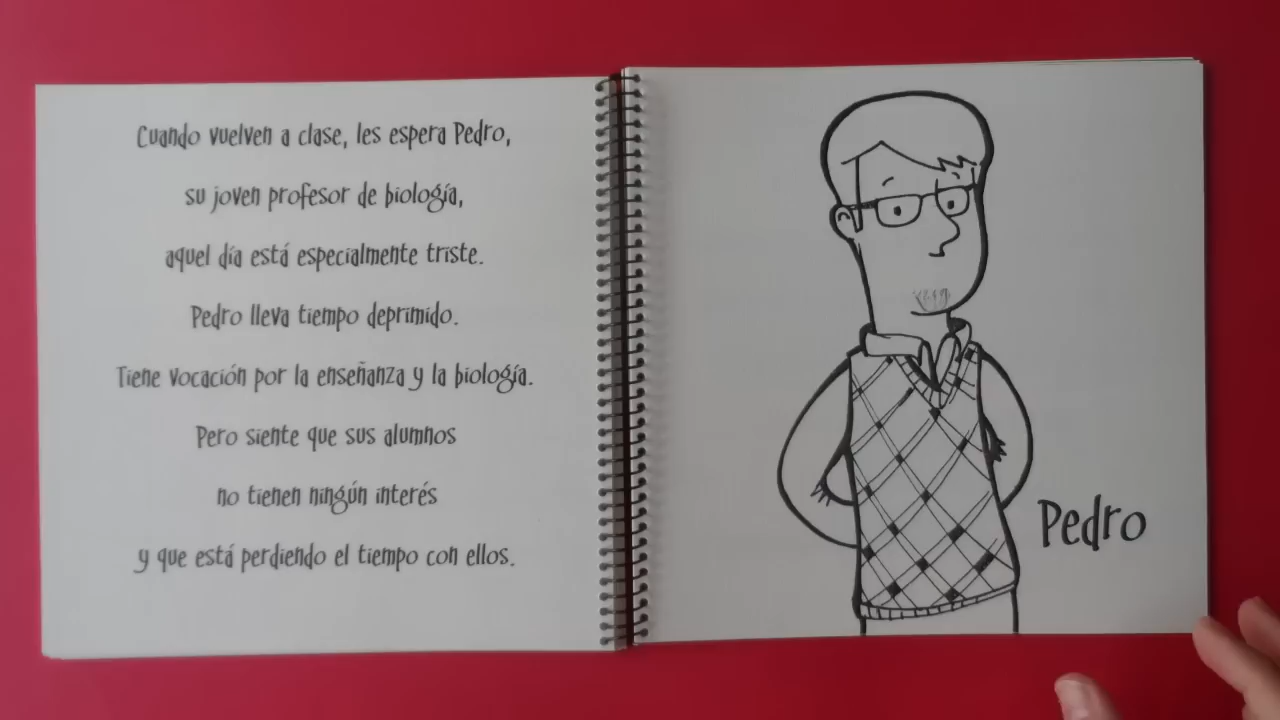 Cuando vuelven a clase, les espera Pedro,
su joven profesor de biología,
aquel día está especialmente triste.
Pedro lleva tiempo deprimido.
Tiene vocación por la enseñanza y la biología.
Pero siente que sus alumnos
no tienen ningún interés
y que está perdiendo el tiempo con ellos.
Pedro